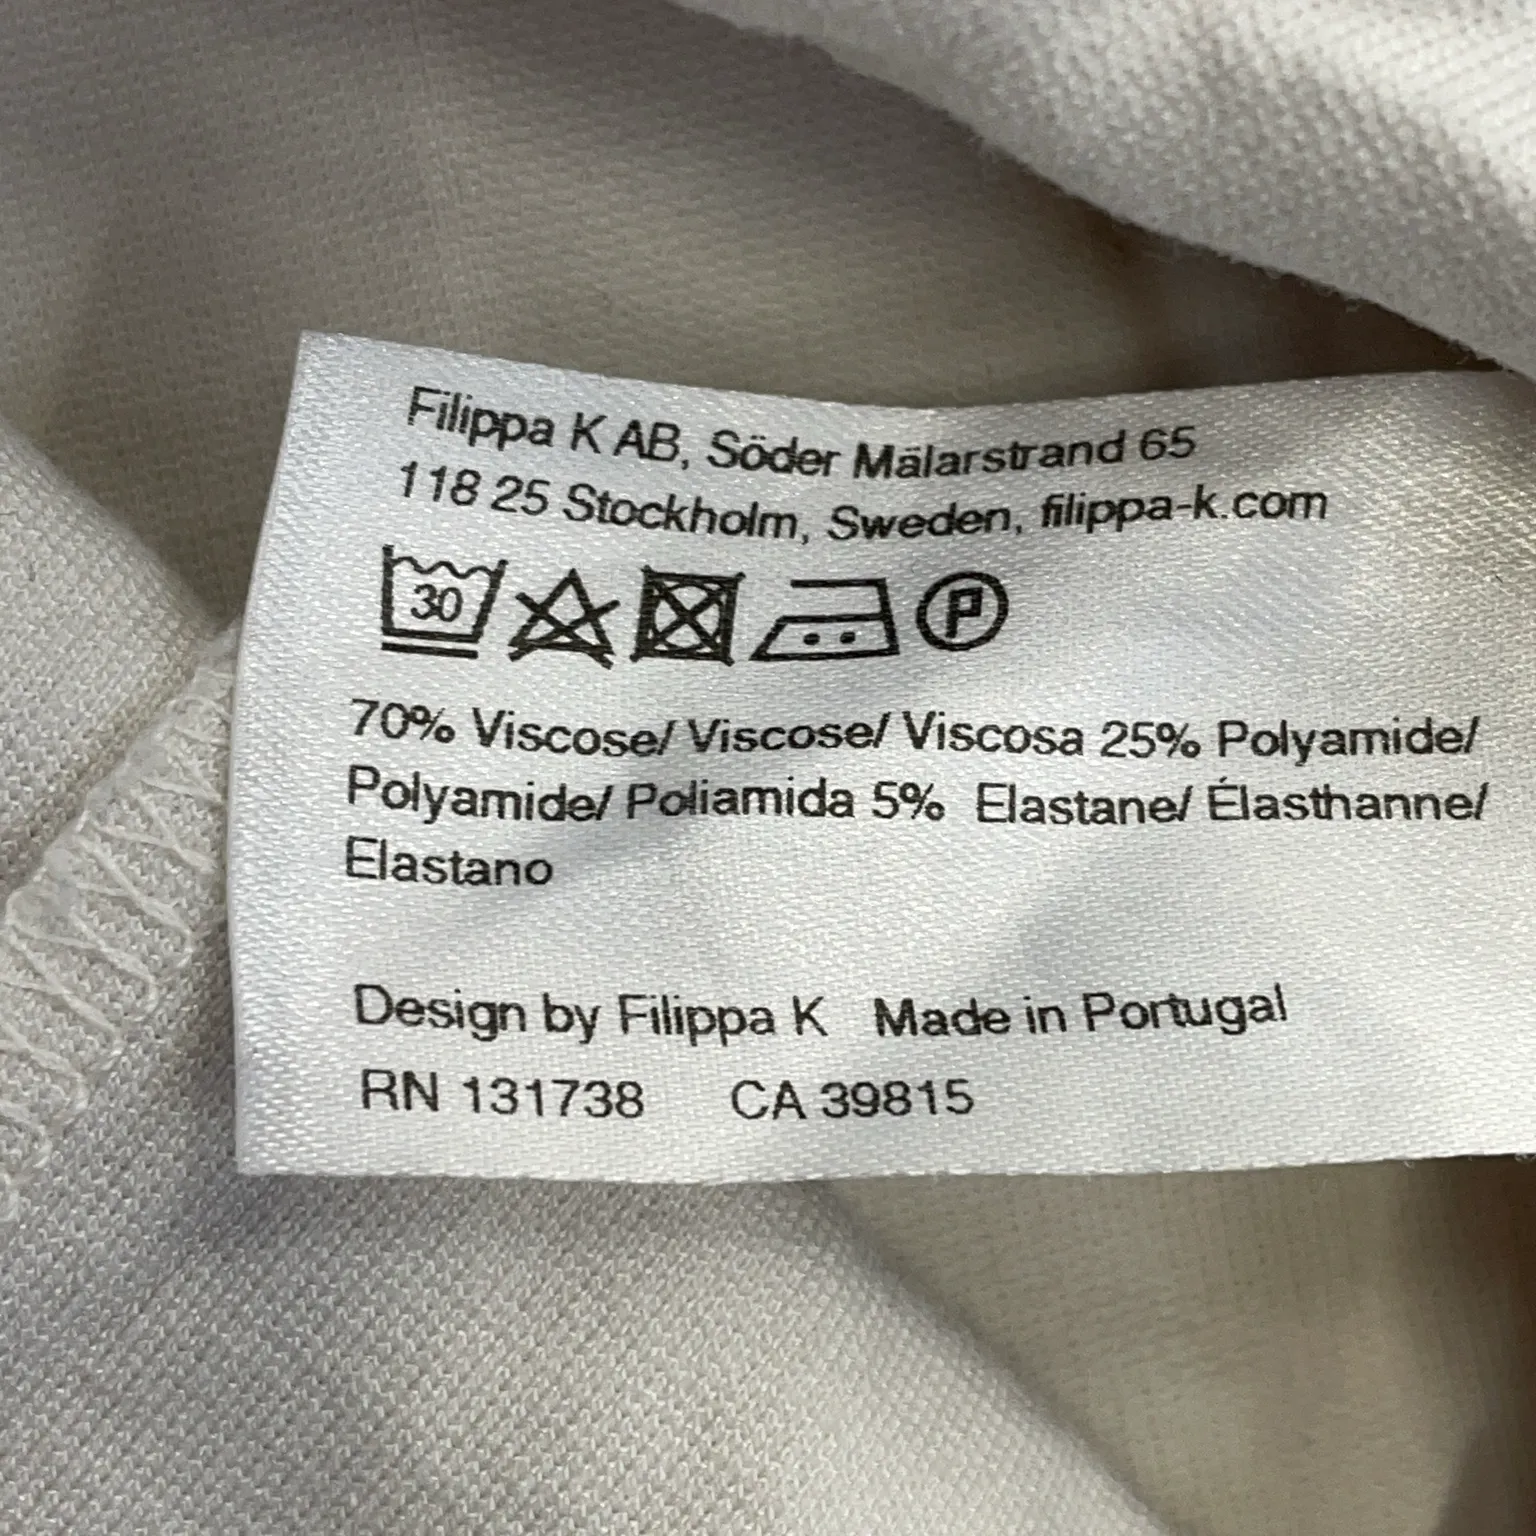 Filippa K AB, Söder Mälarstrand 65
118 25 Stockholm, Sweden, filippa-k.com
30 P
70% Viscose/ Viscose/ Viscosa 25% Polyamide/
Polyamide/ Poliamida 5% Elastane/ Élasthanne/
Elastano
Design by Filippa K Made in Portugal
RN 131738 CA 39815